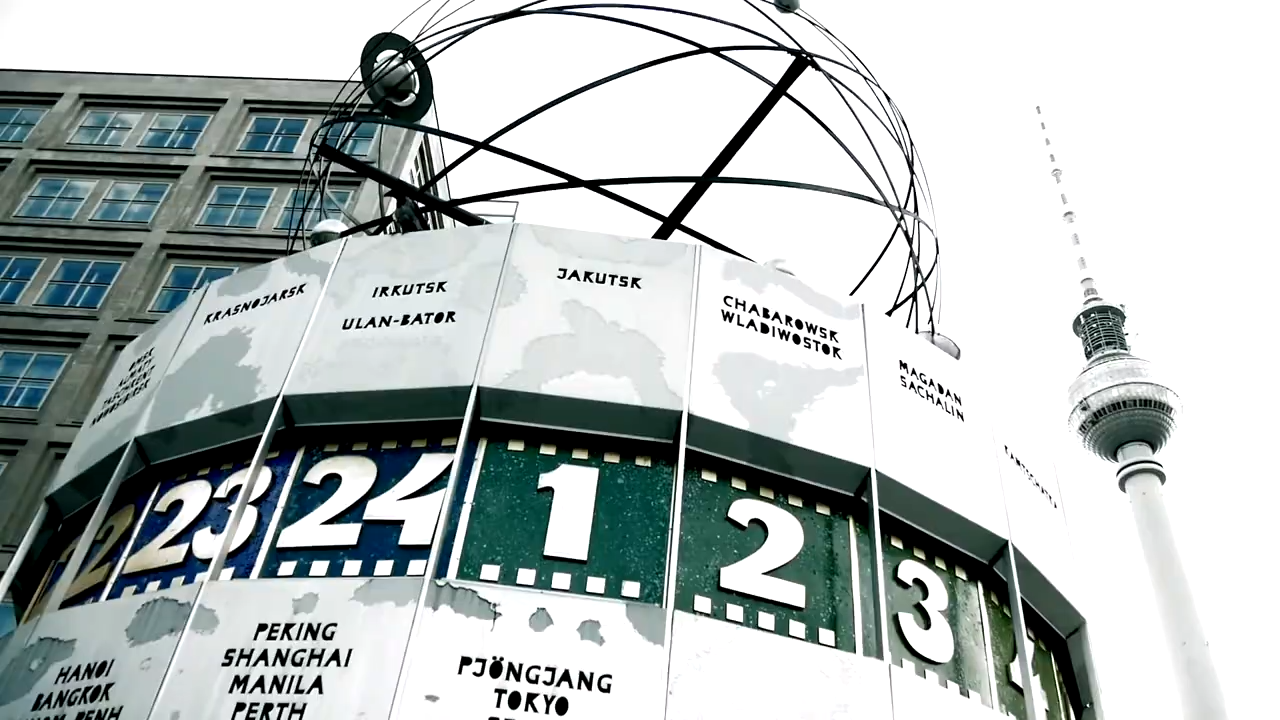 KRASNOJARSK
IRKUTSK
ULAN-BATOR
JAKUTSK
CHABAROWSK
WLADIWOSTOK
MAGADAN
SACHALIN
22
23
24
1
2
3
HANOI
BANGKOK
PEKING
SHANGHAI
MANILA
PERTH
PJÖNGJANG
TOKYO